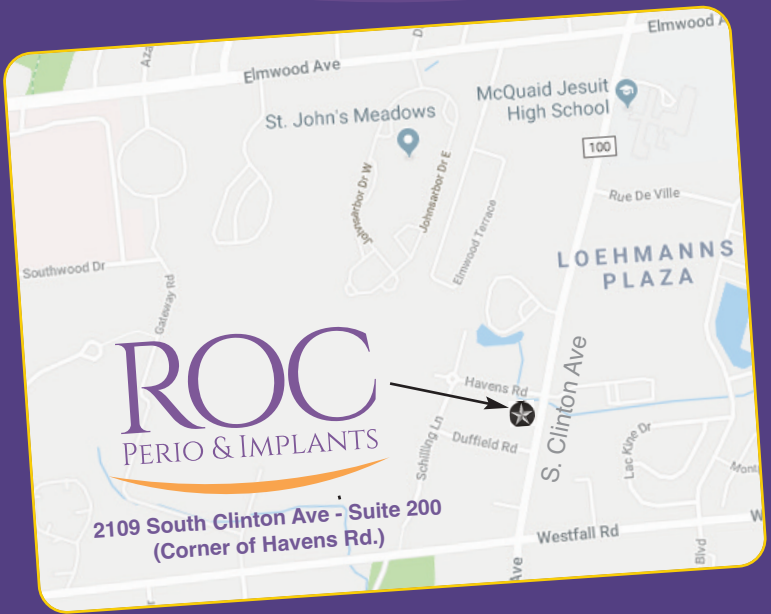 Elmwood A
Aza
D
Elmwood Ave
McQuaid Jesuit
High School
St. John's Meadows
100
Johnsarbor Dr W
Johnsarbor Dr E
Rue De Ville
Elmwood Terrace
LOEHMANNS
PLAZA
Southwood Dr
Gateway Rd
ROC
PERIO & IMPLANTS
Havens Rd
S. Clinton Ave
Schilling Ln
Duffield Rd
Lac Kine Dr
Mont
2109 South Clinton Ave - Suite 200
(Corner of Havens Rd.)
Westfall Rd
W
Ave
Blvd